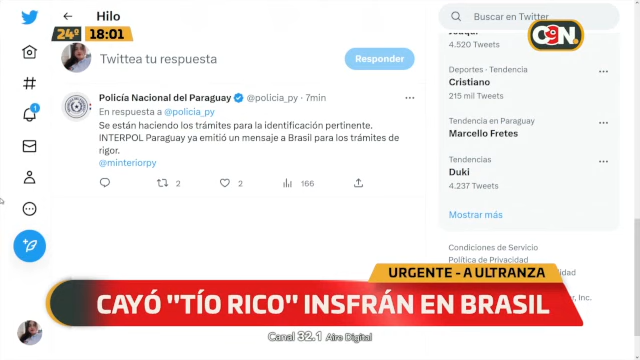 Hilo
Buscar en Twitter
24º 18:01
C9N.
4.520 Tweets
Twittea tu respuesta
Responder
Deportes · Tendencia
Cristiano
215 mil Tweets
Policía Nacional del Paraguay @policia_py · 7min
En respuesta a @policia_py
Se están haciendo los trámites para la identificación pertinente.
INTERPOL Paraguay ya emitió un mensaje a Brasil para los trámites de
rigor.
@minteriorpy
2 2 166
1
Tendencia en Paraguay
Marcello Fretes
Tendencias
Duki
4.237 Tweets
Mostrar más
Condiciones de Servicio
Política de Privacidad
URGENTE - A ULTRANZA
CAYÓ "TÍO RICO" INSFRÁN EN BRASIL
Inc.
Canal 32.1 Aire Digital